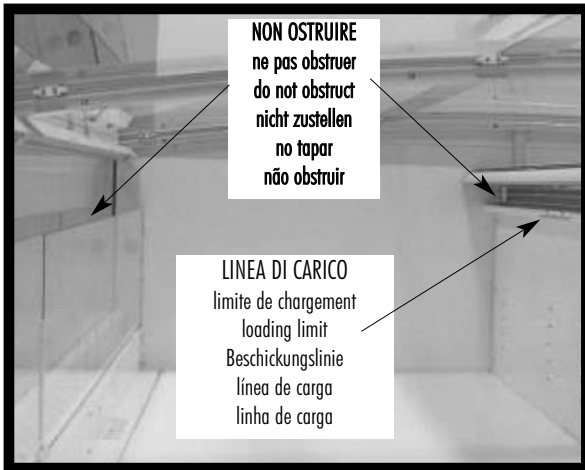 NON OSTRUIRE
ne pas obstruer
do not obstruct
nicht zustellen
no tapar
não obstruir
LINEA DI CARICO
limite de chargement
loading limit
Beschickungslinie
línea de carga
linha de carga